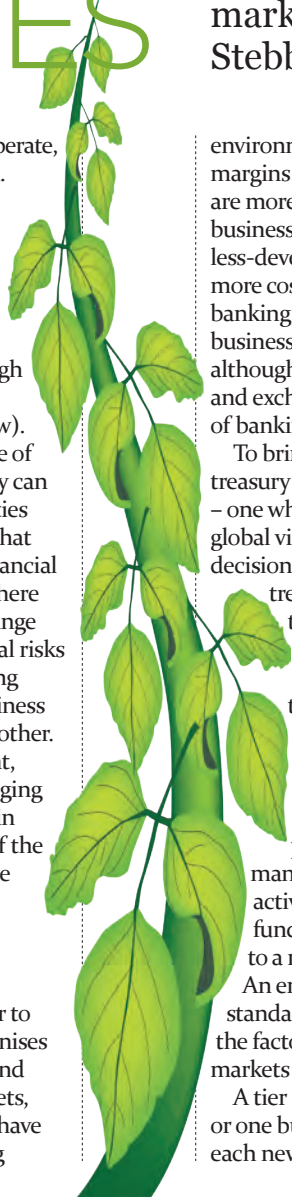 ES
mark
Stebb
perate,
.
gh
w).
e of
y can
ties
hat
ancial
here
nge
al risks
ng
iness
other.
nt,
ging
in
f the
e
r to
nises
nd
ets,
have
g
environm
margins
are more
business
less-deve
more cos
banking
business
although
and exch
of banki
To brin
treasury
– one wh
global vi
decision
tre
t
t
man
activ
func
to a r
An en
standa
the facto
markets
A tier
or one bu
each new